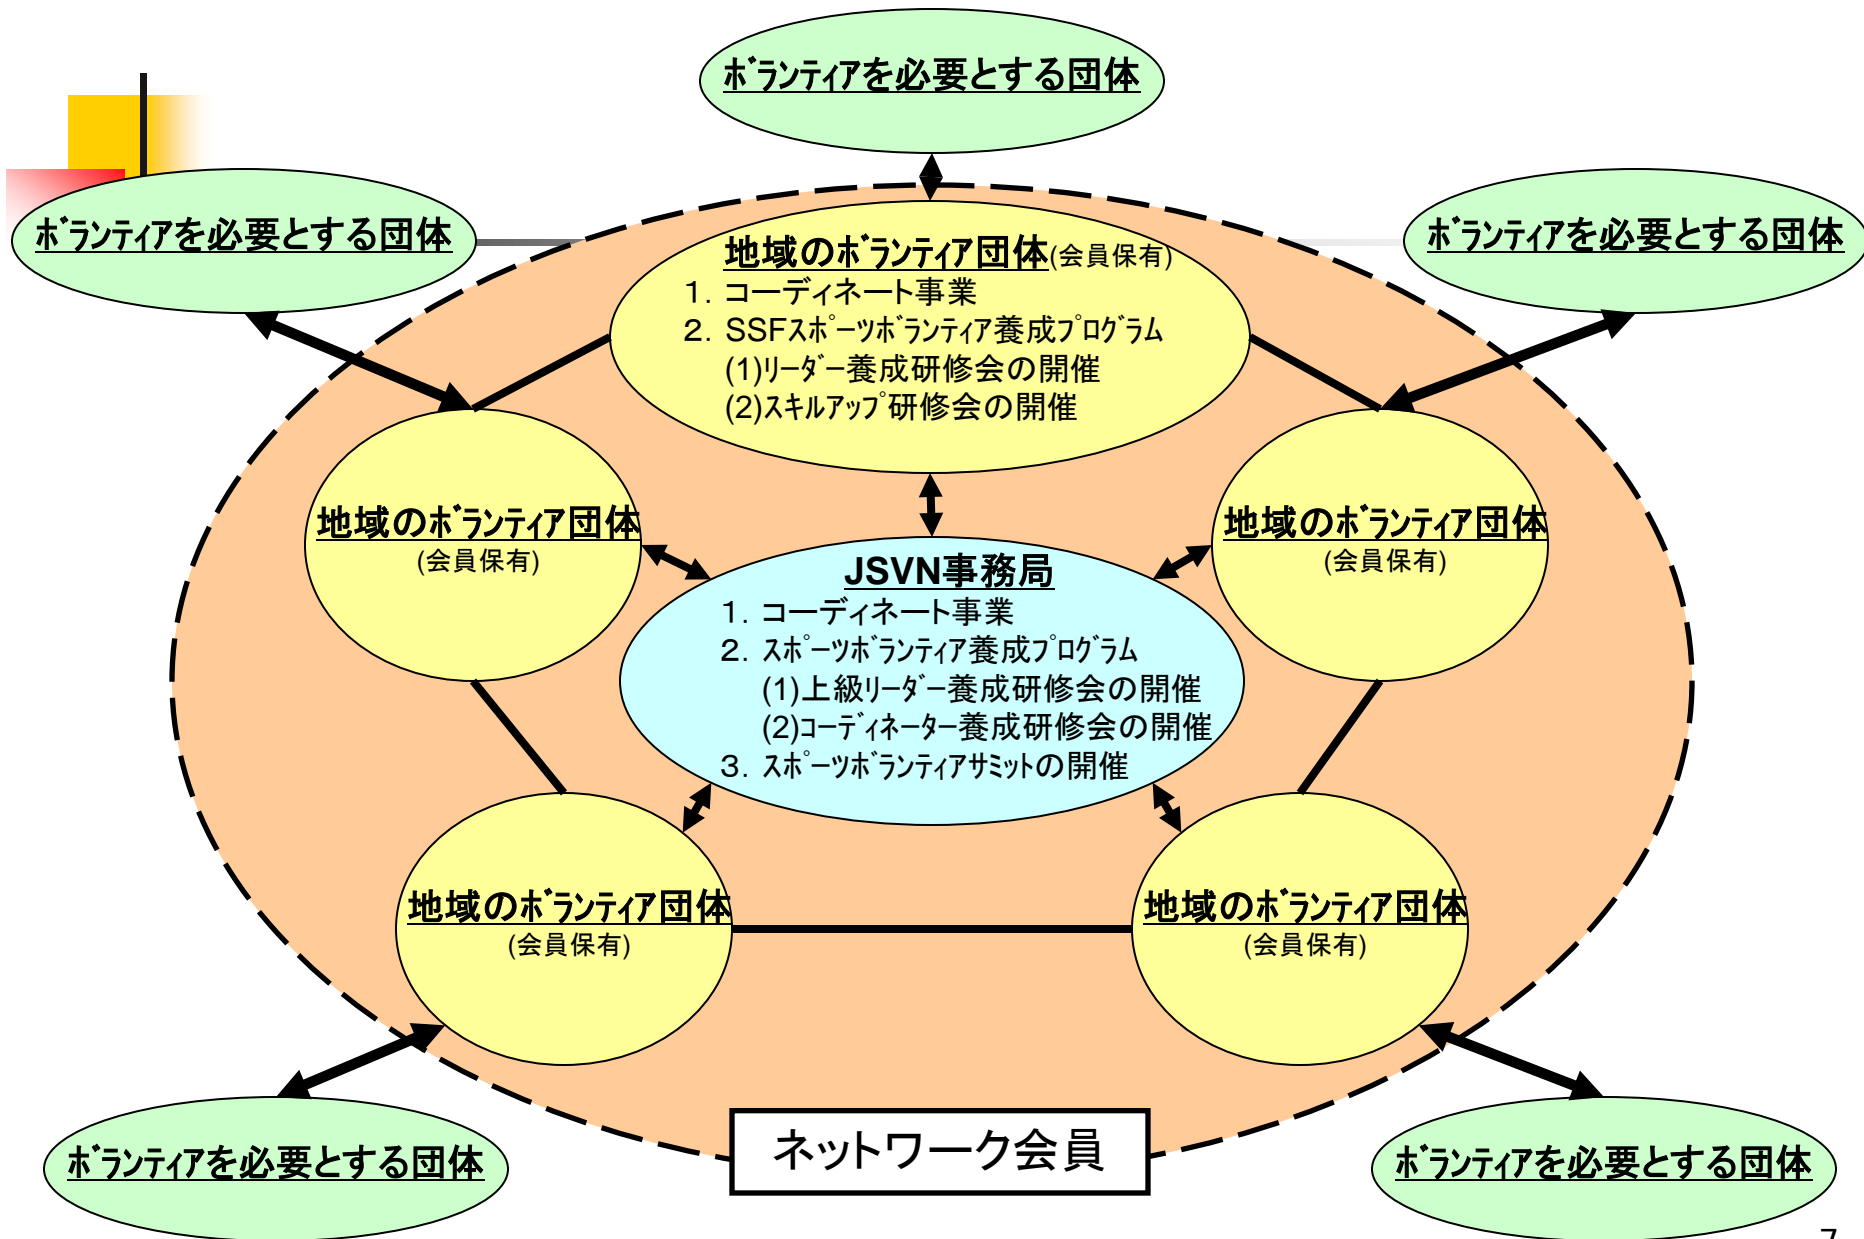 ﾎﾞﾗﾝﾃｨｱを必要とする団体
ﾎﾞﾗﾝﾃｨｱを必要とする団体
ﾎﾞﾗﾝﾃｨｱを必要とする団体
地域のﾎﾞﾗﾝﾃｨｱ団体(会員保有)
１．コーディネート事業
２．SSFｽﾎﾟｰﾂﾎﾞﾗﾝﾃｨｱ養成ﾌﾟﾛｸﾞﾗﾑ
(1)ﾘｰﾀﾞｰ養成研修会の開催
(2)ｽｷﾙｱｯﾌﾟ研修会の開催
地域のﾎﾞﾗﾝﾃｨｱ団体
(会員保有)
地域のﾎﾞﾗﾝﾃｨｱ団体
(会員保有)
JSVN事務局
１．コーディネート事業
２．ｽﾎﾟｰﾂﾎﾞﾗﾝﾃｨｱ養成ﾌﾟﾛｸﾞﾗﾑ
(1)上級ﾘｰﾀﾞｰ養成研修会の開催
(2)ｺｰﾃﾞｨﾈｰﾀｰ養成研修会の開催
３．ｽﾎﾟｰﾂﾎﾞﾗﾝﾃｨｱｻﾐｯﾄの開催
地域のﾎﾞﾗﾝﾃｨｱ団体
(会員保有)
地域のﾎﾞﾗﾝﾃｨｱ団体
(会員保有)
ネットワーク会員
ﾎﾞﾗﾝﾃｨｱを必要とする団体
ﾎﾞﾗﾝﾃｨｱを必要とする団体
7